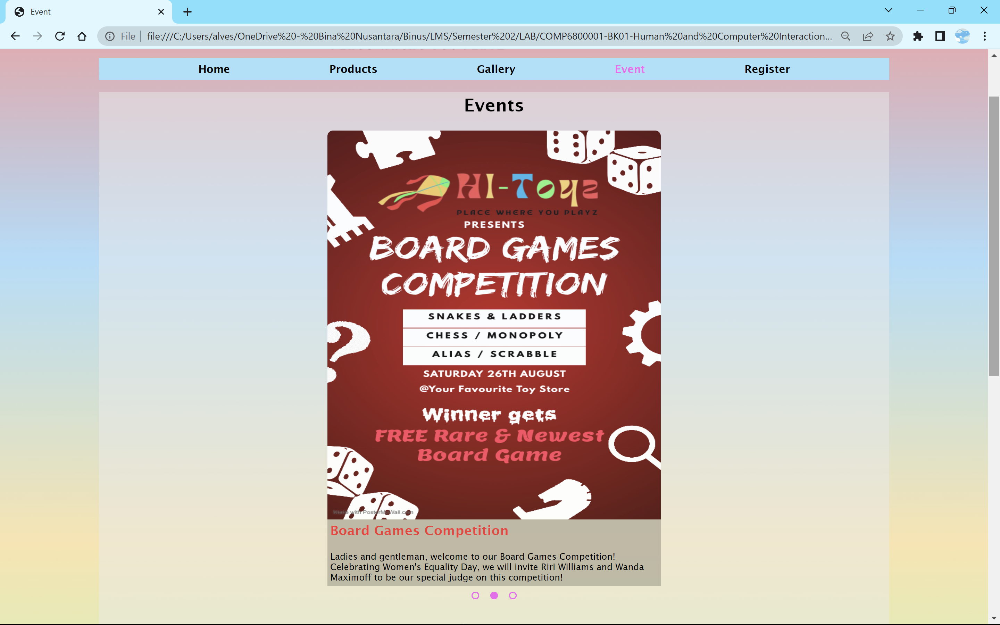 Event
File
file:///C:/Users/alves/OneDrive%20-%20Bina%20Nusantara/Binus/LMS/Semester%202/LAB/COMP6800001-BK01-Human%20and%20Computer%20Interaction...
Home Products Gallery Event Register
Events
HI-Toyz
PLACE WHERE YOU PLAYZ
PRESENTS
BOARD GAMES
COMPETITION
SNAKES & LADDERS
CHESS / MONOPOLY
ALIAS / SCRABBLE
SATURDAY 26TH AUGUST
@Your Favourite Toy Store
Winner gets
FREE Rare & Newest
Board Game
Made with PosterMyWall.com
Board Games Competition
Ladies and gentleman, welcome to our Board Games Competition!
Celebrating Women's Equality Day, we will invite Riri Williams and Wanda
Maximoff to be our special judge on this competition!